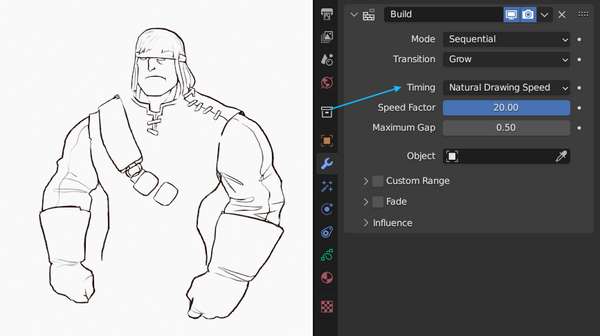 Build
Mode Sequential
Transition Grow
Timing Natural Drawing Speed
Speed Factor 20.00
Maximum Gap 0.50
Object
Custom Range
Fade
Influence